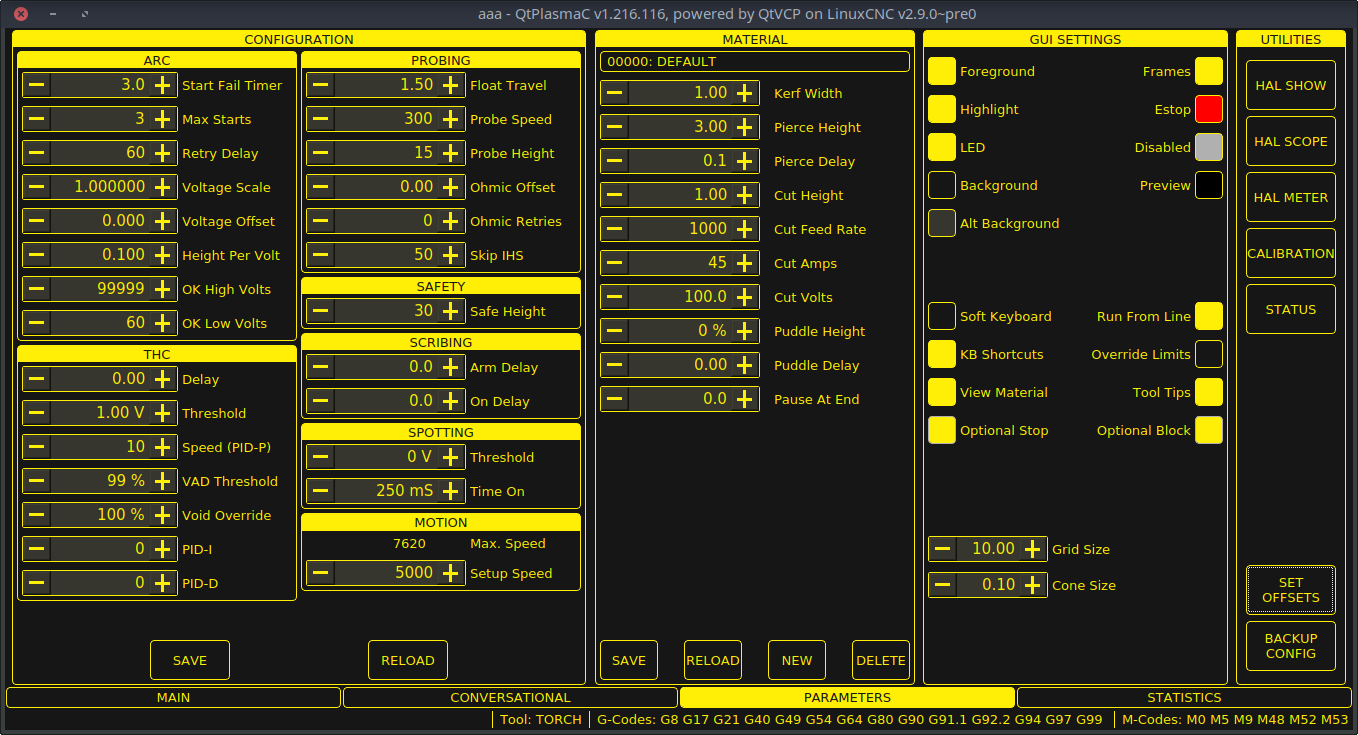 aaa - QtPlasmaC v1.216.116, powered by QtVCP on LinuxCNC v2.9.0~pre0
CONFIGURATION
ARC
3.0 Start Fail Timer
3 Max Starts
60 Retry Delay
1.000000 Voltage Scale
0.000 Voltage Offset
0.100 Height Per Volt
99999 OK High Volts
60 OK Low Volts
THC
0.00 Delay
1.00 V Threshold
10 Speed (PID-P)
99 % VAD Threshold
100 % Void Override
0 PID-I
0 PID-D
PROBING
1.50 Float Travel
300 Probe Speed
15 Probe Height
0.00 Ohmic Offset
0 Ohmic Retries
50 Skip IHS
SAFETY
30 Safe Height
SCRIBING
0.0 Arm Delay
0.0 On Delay
SPOTTING
0 V Threshold
250 mS Time On
MOTION
7620 Max. Speed
5000 Setup Speed
SAVE
RELOAD
MATERIAL
00000: DEFAULT
1.00 Kerf Width
3.00 Pierce Height
0.1 Pierce Delay
1.00 Cut Height
1000 Cut Feed Rate
45 Cut Amps
100.0 Cut Volts
0 % Puddle Height
0.00 Puddle Delay
0.0 Pause At End
SAVE
RELOAD
NEW
DELETE
GUI SETTINGS
Foreground Frames
Highlight Estop
LED Disabled
Background Preview
Alt Background
Soft Keyboard Run From Line
KB Shortcuts Override Limits
View Material Tool Tips
Optional Stop Optional Block
10.00 Grid Size
0.10 Cone Size
UTILITIES
HAL SHOW
HAL SCOPE
HAL METER
CALIBRATION
STATUS
SET
OFFSETS
BACKUP
CONFIG
MAIN
CONVERSATIONAL
PARAMETERS
STATISTICS
Tool: TORCH
G-Codes: G8 G17 G21 G40 G49 G54 G64 G80 G90 G91.1 G92.2 G94 G97 G99
M-Codes: M0 M5 M9 M48 M52 M53